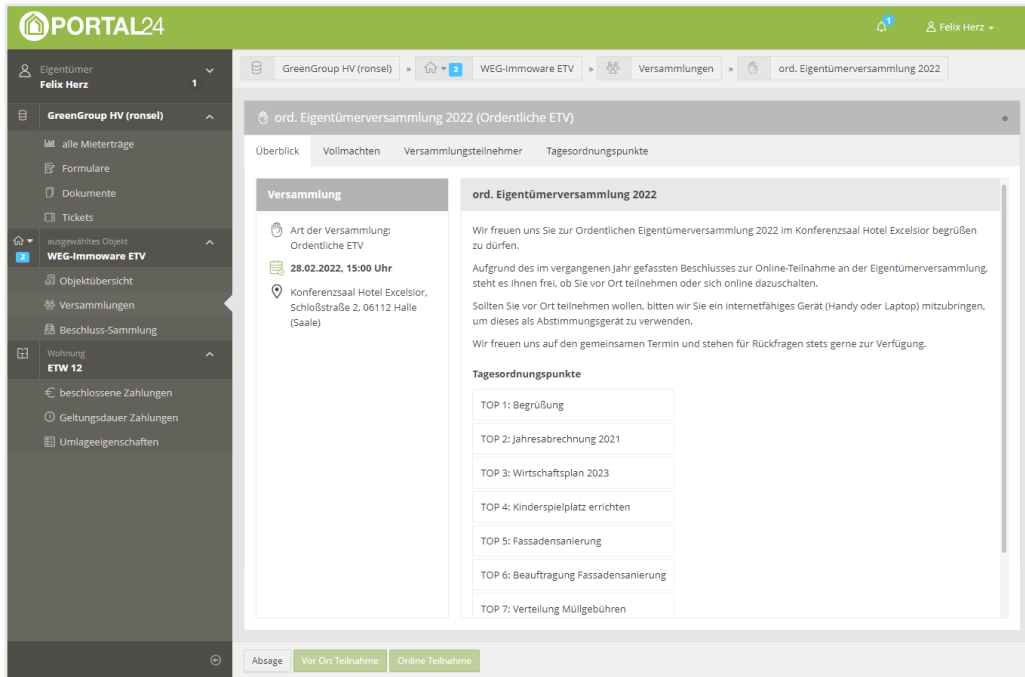 PORTAL24
1
Felix Herz
Eigentümer
Felix Herz
1
GreenGroup HV (ronsel)
alle Mieterträge
Formulare
Dokumente
Tickets
2
ausgewähltes Objekt
WEG-Immoware ETV
Objektübersicht
Versammlungen
Beschluss-Sammlung
Wohnung
ETW 12
beschlossene Zahlungen
Geltungsdauer Zahlungen
Umlageeigenschaften
GreenGroup HV (ronsel) » 2 WEG-Immoware ETV » Versammlungen » ord. Eigentümerversammlung 2022
ord. Eigentümerversammlung 2022 (Ordentliche ETV)
Überblick Vollmachten Versammlungsteilnehmer Tagesordnungspunkte
Versammlung
Art der Versammlung:
Ordentliche ETV
28.02.2022, 15:00 Uhr
Konferenzsaal Hotel Excelsior,
Schloßstraße 2, 06112 Halle
(Saale)
ord. Eigentümerversammlung 2022
Wir freuen uns Sie zur Ordentlichen Eigentümerversammlung 2022 im Konferenzsaal Hotel Excelsior begrüßen
zu dürfen.
Aufgrund des im vergangenen Jahr gefassten Beschlusses zur Online-Teilnahme an der Eigentümerversammlung,
steht es Ihnen frei, ob Sie vor Ort teilnehmen oder sich online dazuschalten.
Sollten Sie vor Ort teilnehmen wollen, bitten wir Sie ein internetfähiges Gerät (Handy oder Laptop) mitzubringen,
um dieses als Abstimmungsgerät zu verwenden.
Wir freuen uns auf den gemeinsamen Termin und stehen für Rückfragen stets gerne zur Verfügung.
Tagesordnungspunkte
TOP 1: Begrüßung
TOP 2: Jahresabrechnung 2021
TOP 3: Wirtschaftsplan 2023
TOP 4: Kinderspielplatz errichten
TOP 5: Fassadensanierung
TOP 6: Beauftragung Fassadensanierung
TOP 7: Verteilung Müllgebühren
Absage Vor Ort Teilnahme Online Teilnahme